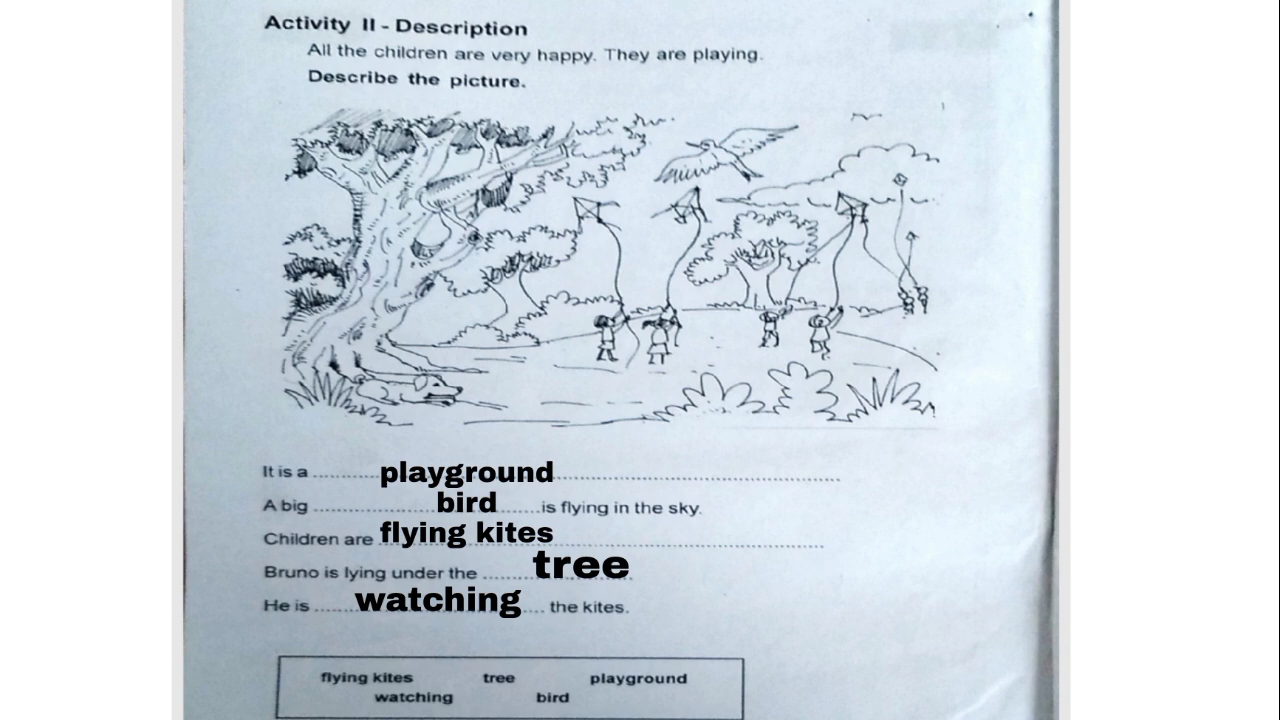 Activity II - Description
All the children are very happy. They are playing.
Describe the picture.
It is a ..........playground............................................
A big ....................bird.......is flying in the sky.
Children are flying kites............................................
Bruno is lying under the ........tree.
He is ......watching.... the kites.
flying kites tree playground
watching bird